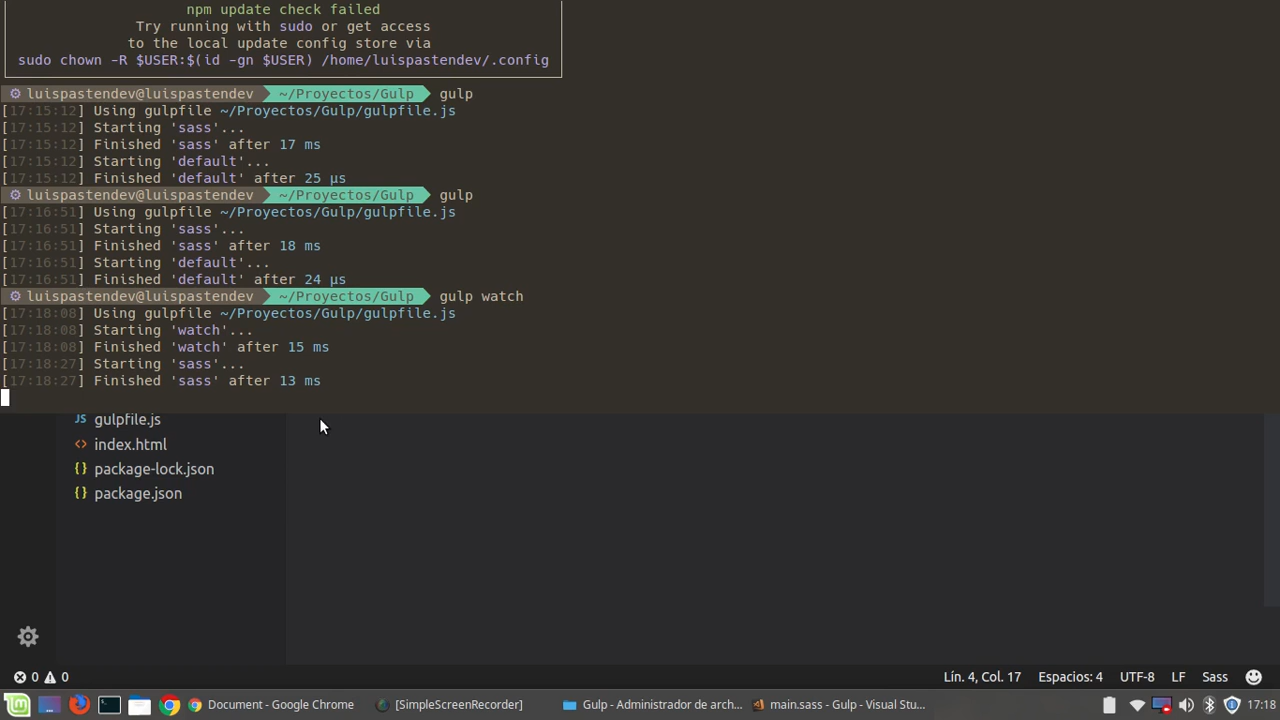 npm update check failed
Try running with sudo or get access
to the local update config store via
sudo chown -R $USER:$(id -gn $USER) /home/luispastendev/.config
luispastendev@luispastendev ~/Proyectos/Gulp gulp
[17:15:12] Using gulpfile ~/Proyectos/Gulp/gulpfile.js
[17:15:12] Starting 'sass'...
[17:15:12] Finished 'sass' after 17 ms
[17:15:12] Starting 'default'...
[17:15:12] Finished 'default' after 25 μs
luispastendev@luispastendev ~/Proyectos/Gulp gulp
[17:16:51] Using gulpfile ~/Proyectos/Gulp/gulpfile.js
[17:16:51] Starting 'sass'...
[17:16:51] Finished 'sass' after 18 ms
[17:16:51] Starting 'default'...
[17:16:51] Finished 'default' after 24 μs
luispastendev@luispastendev ~/Proyectos/Gulp gulp watch
[17:18:08] Using gulpfile ~/Proyectos/Gulp/gulpfile.js
[17:18:08] Starting 'watch'...
[17:18:08] Finished 'watch' after 15 ms
[17:18:27] Starting 'sass'...
[17:18:27] Finished 'sass' after 13 ms
JS gulpfile.js
<> index.html
{} package-lock.json
{} package.json
0 0 Lín. 4, Col. 17 Espacios: 4 UTF-8 LF Sass
Document - Google Chrome [SimpleScreenRecorder] Gulp - Administrador de arch... main.sass - Gulp - Visual Stu... 17:18